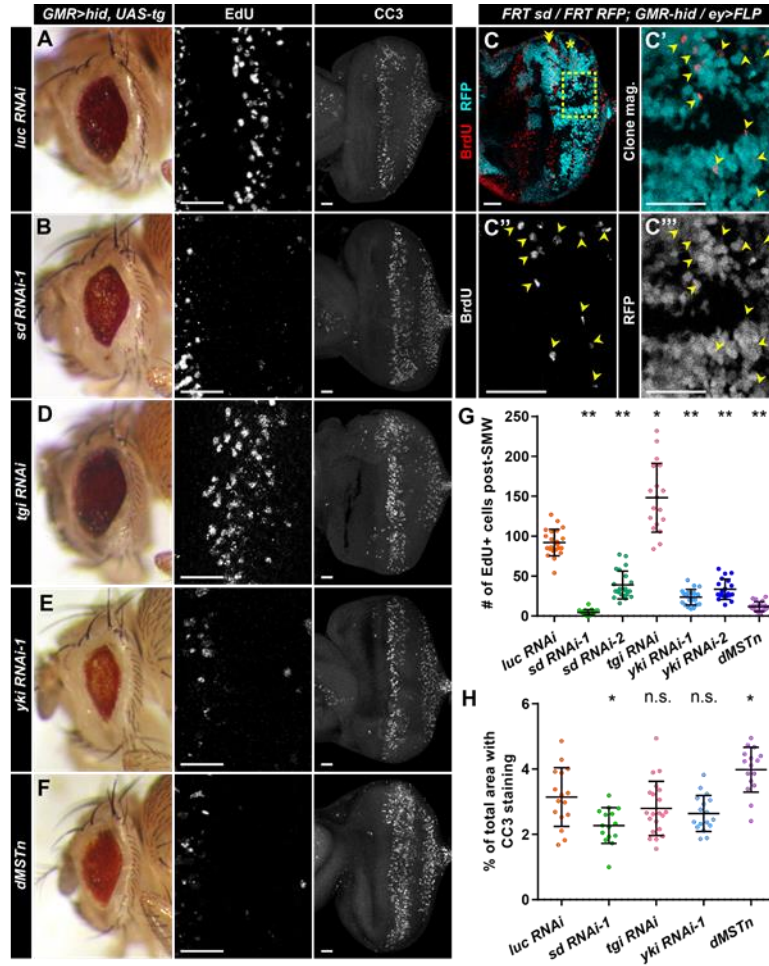 GMR>hid, UAS-tg
EdU
CC3
FRT sd / FRT RFP; GMR-hid / ey>FLP
A
luc RNAi
C
BrdU RFP
C'
Clone mag.
B
sd RNAi-1
C''
BrdU
C'''
RFP
D
tgi RNAi
E
yki RNAi-1
F
dMSTn
G
** ** * ** ** **
# of EdU+ cells post-SMW
250
200
150
100
50
0
luc RNAi
sd RNAi-1
sd RNAi-2
tgi RNAi
yki RNAi-1
yki RNAi-2
dMSTn
H
* n.s. n.s. *
% of total area with
CC3 staining
6
4
2
0
luc RNAi
sd RNAi-1
tgi RNAi
yki RNAi-1
dMSTn